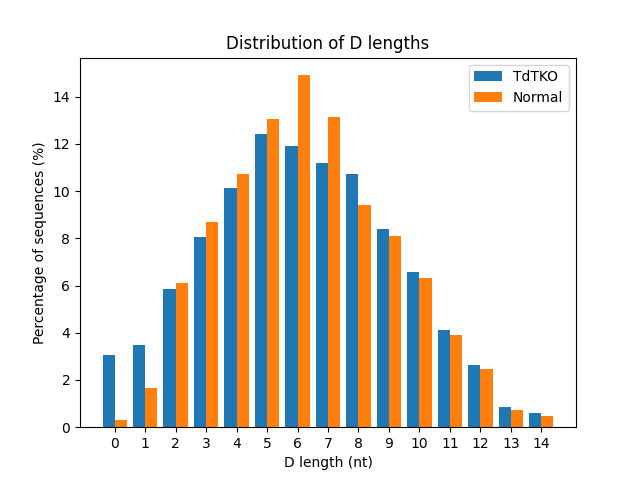 Distribution of D lengths
TdTKO
Normal
Percentage of sequences (%)
14
12
10
8
6
4
2
0
0 1 2 3 4 5 6 7 8 9 10 11 12 13 14
D length (nt)